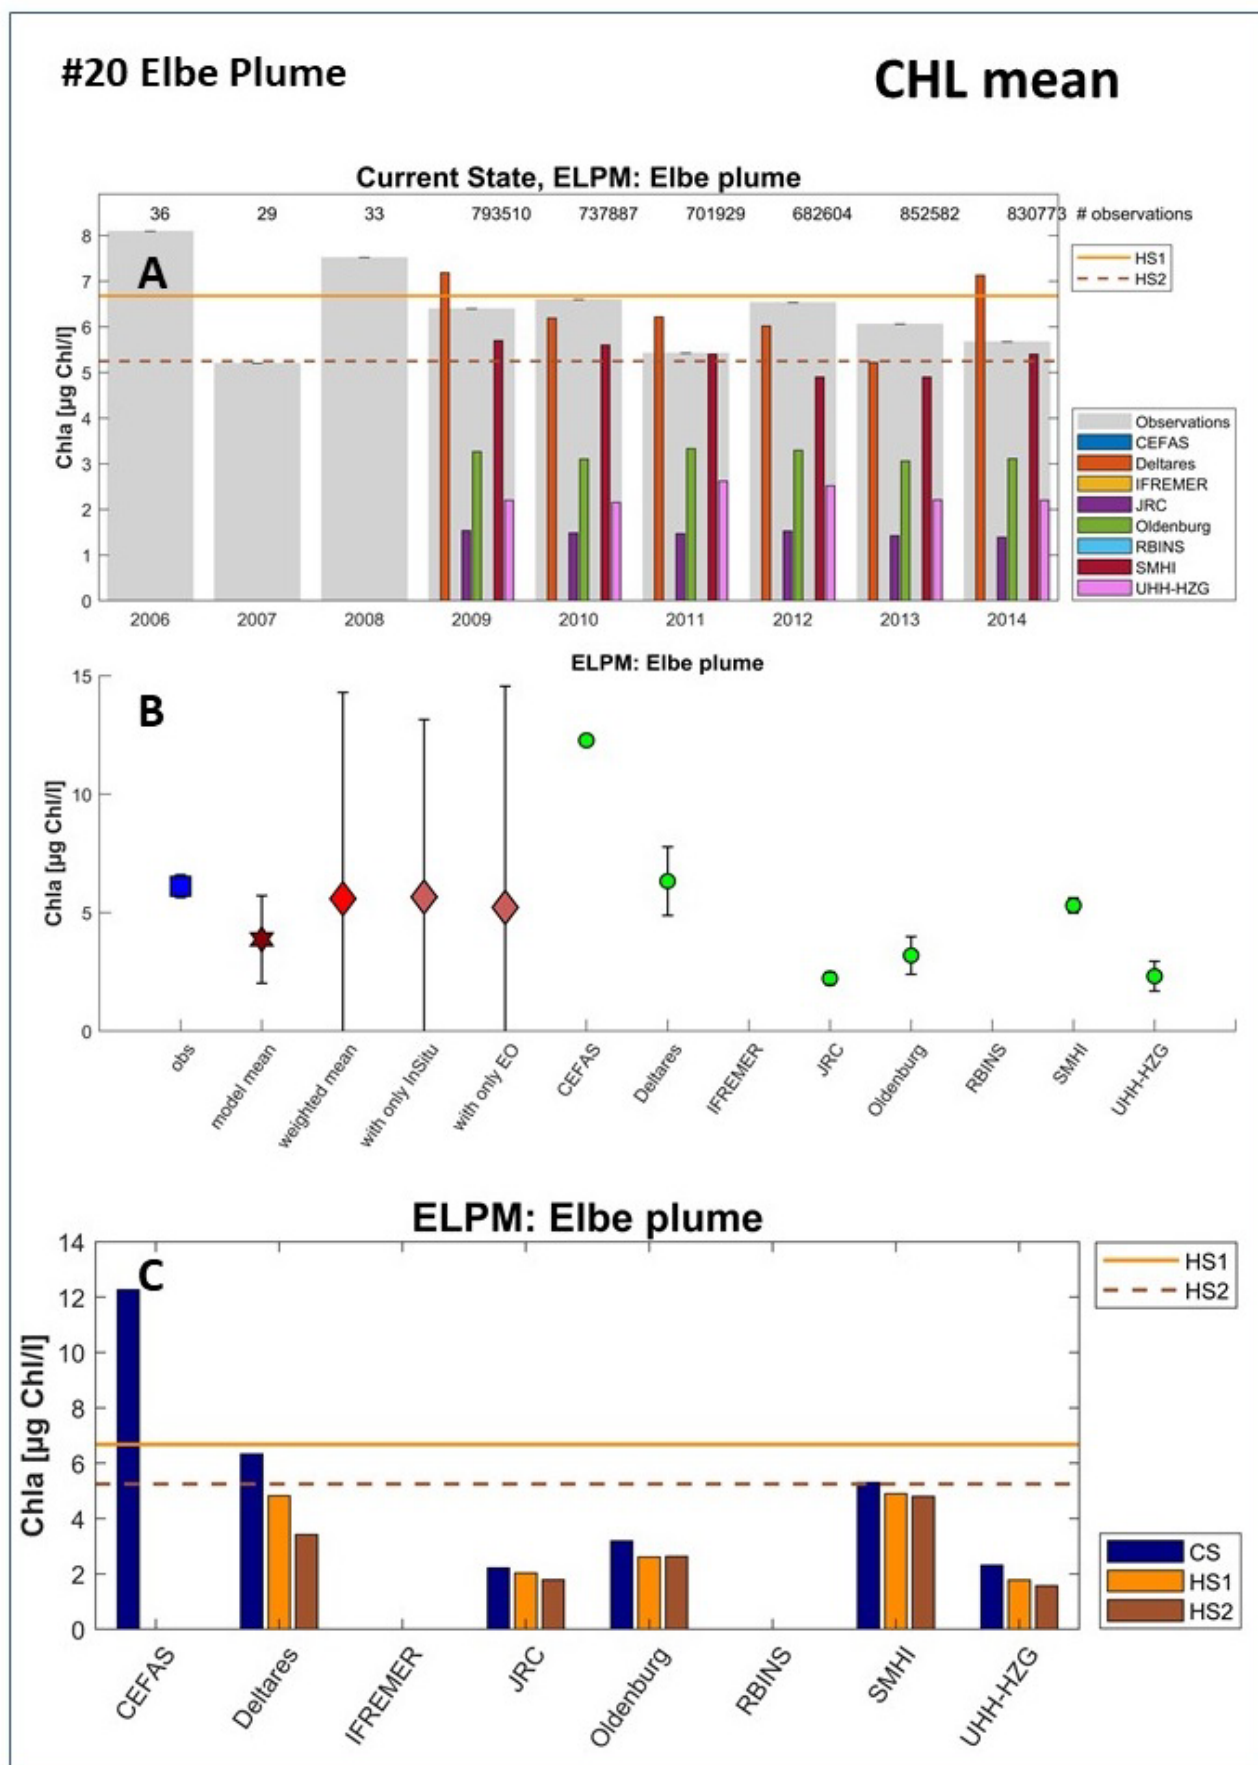 #20 Elbe Plume
CHL mean
Current State, ELPM: Elbe plume
36 29 33 793510 737887 701929 682604 852582 830773 # observations
A
8
7
6
5
4
3
2
1
0
Chla [µg Chl/l]
HS1
HS2
Observations
CEFAS
Deltares
IFREMER
JRC
Oldenburg
RBINS
SMHI
UHH-HZG
2006 2007 2008 2009 2010 2011 2012 2013 2014
ELPM: Elbe plume
B
15
10
5
0
Chla [µg Chl/l]
obs
model mean
weighted mean
with only InSitu
with only EO
CEFAS
Deltares
IFREMER
JRC
Oldenburg
RBINS
SMHI
UHH-HZG
ELPM: Elbe plume
C
14
12
10
8
6
4
2
0
Chla [µg Chl/l]
HS1
HS2
CS
HS1
HS2
CEFAS
Deltares
IFREMER
JRC
Oldenburg
RBINS
SMHI
UHH-HZG